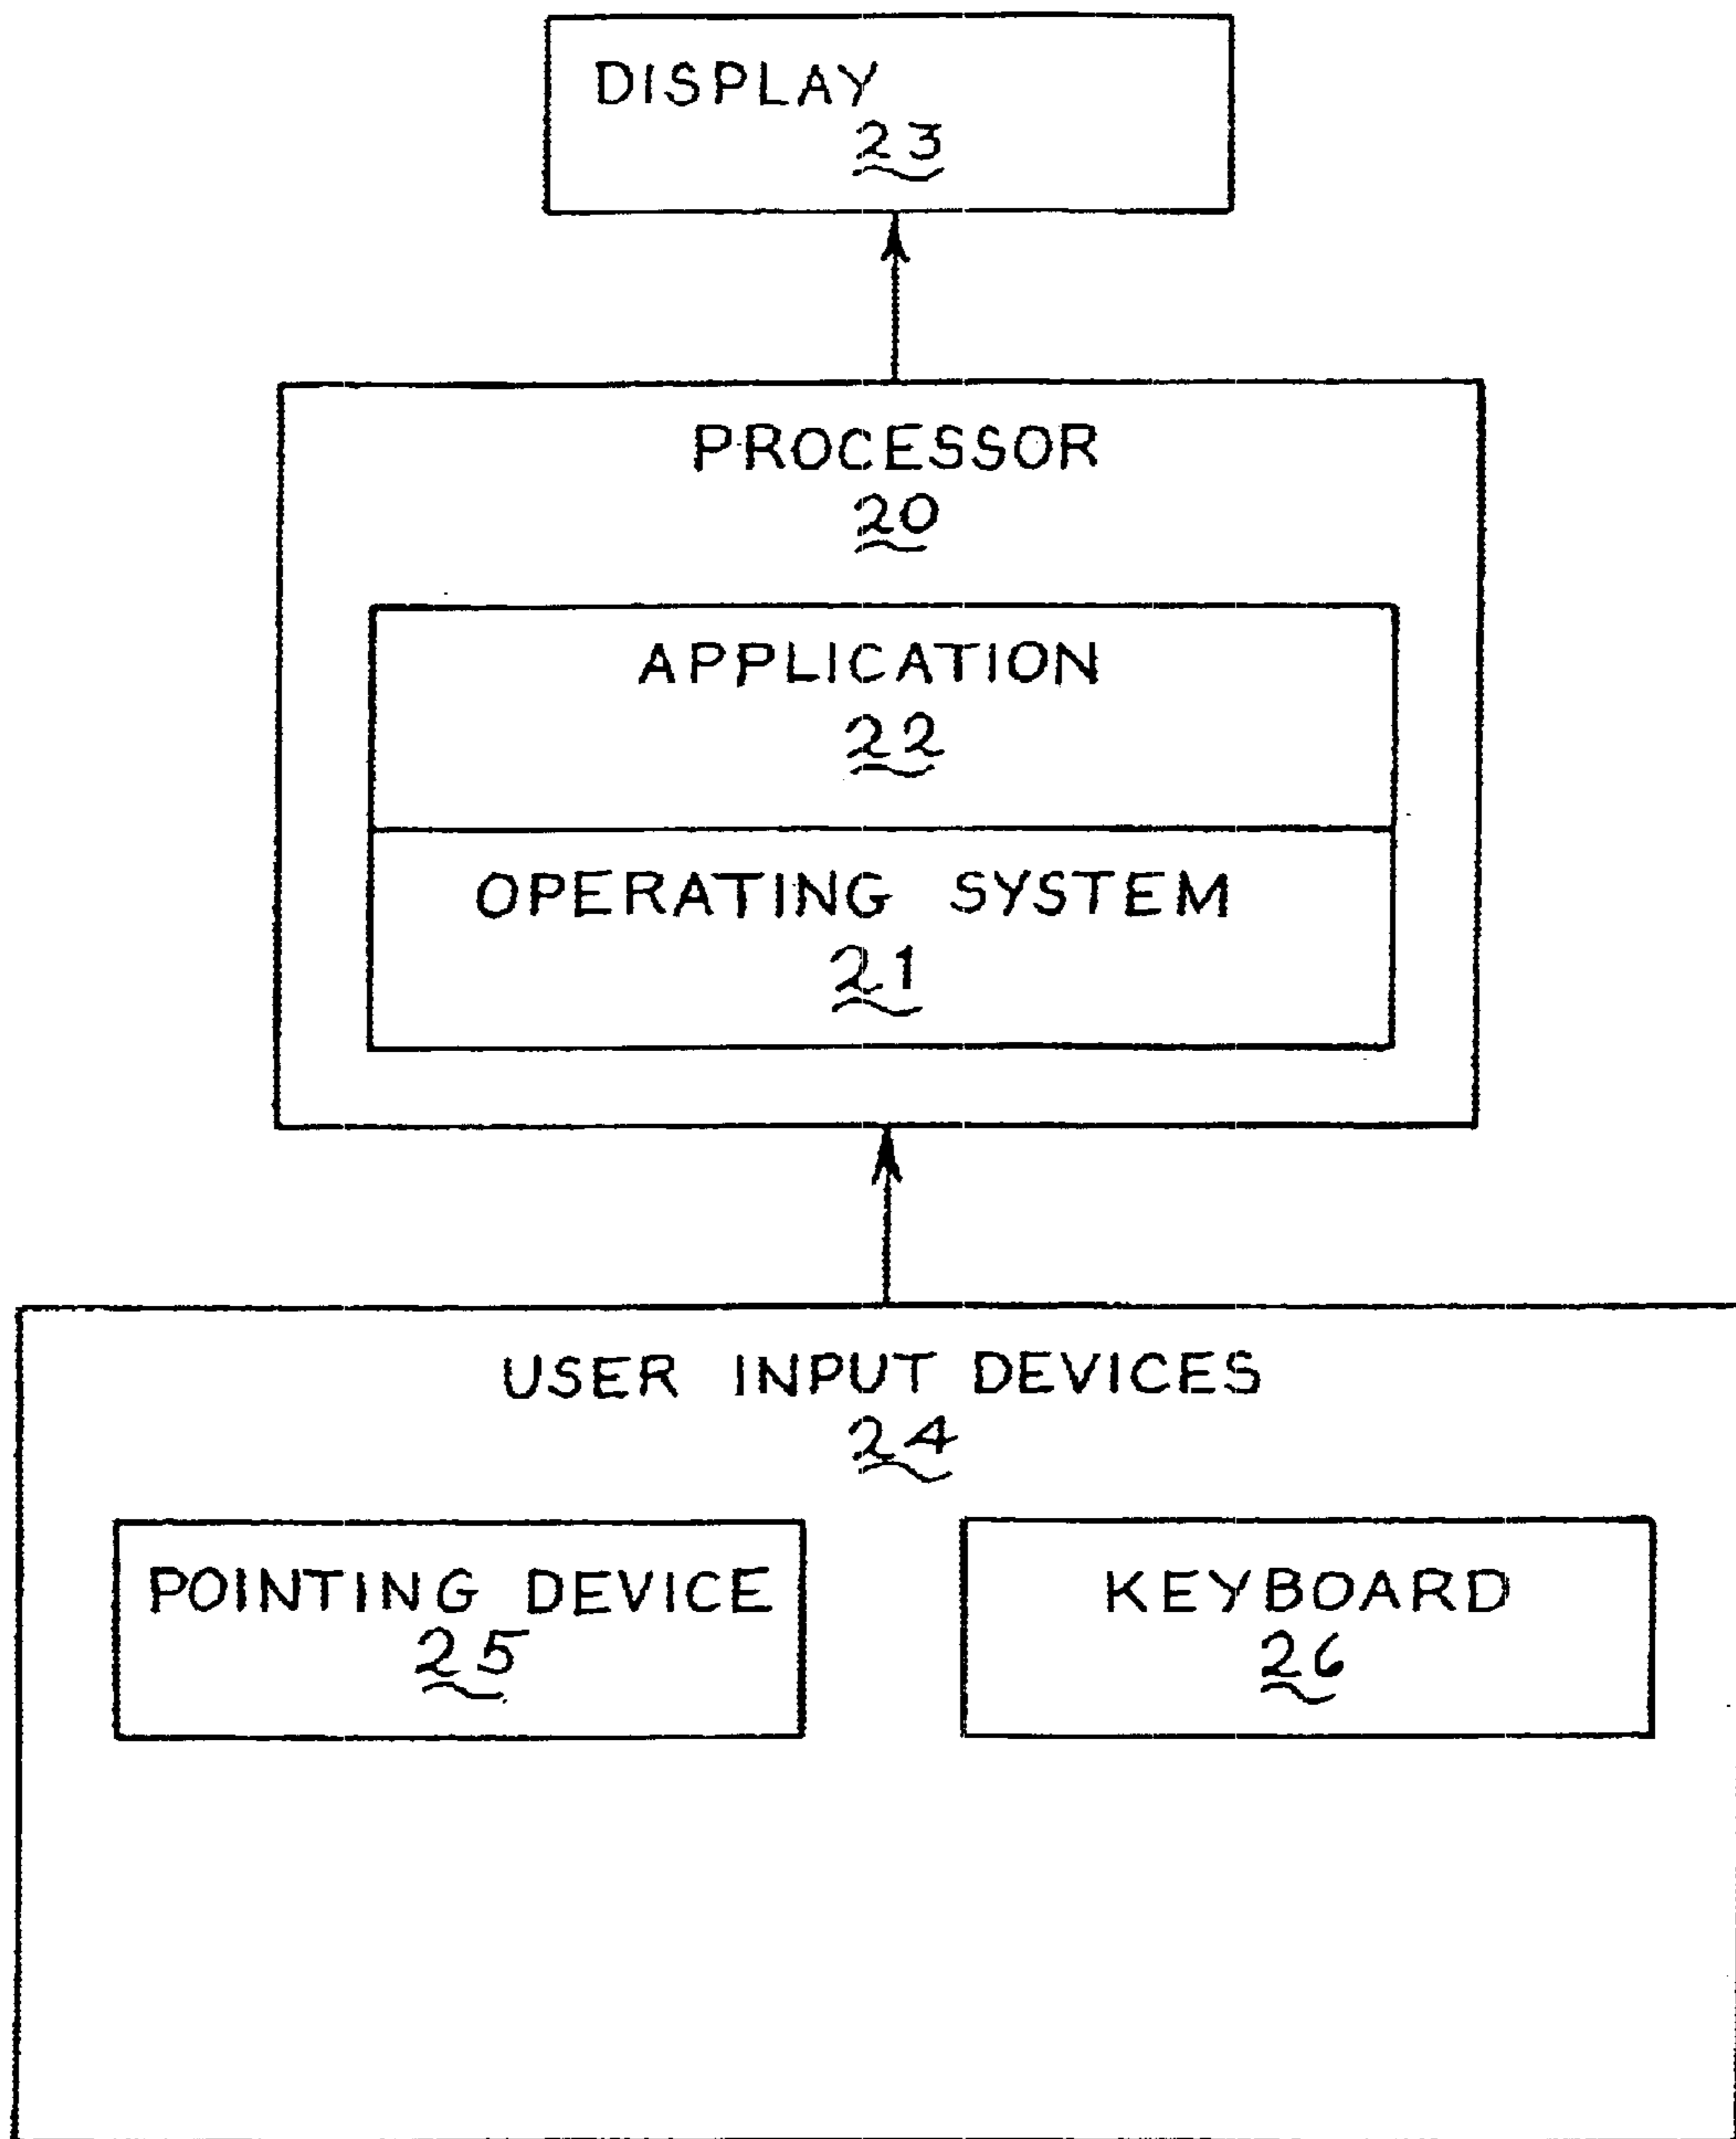 DISPLAY
23
PROCESSOR
20
APPLICATION
22
OPERATING SYSTEM
21
USER INPUT DEVICES
24
POINTING DEVICE
25
KEYBOARD
26